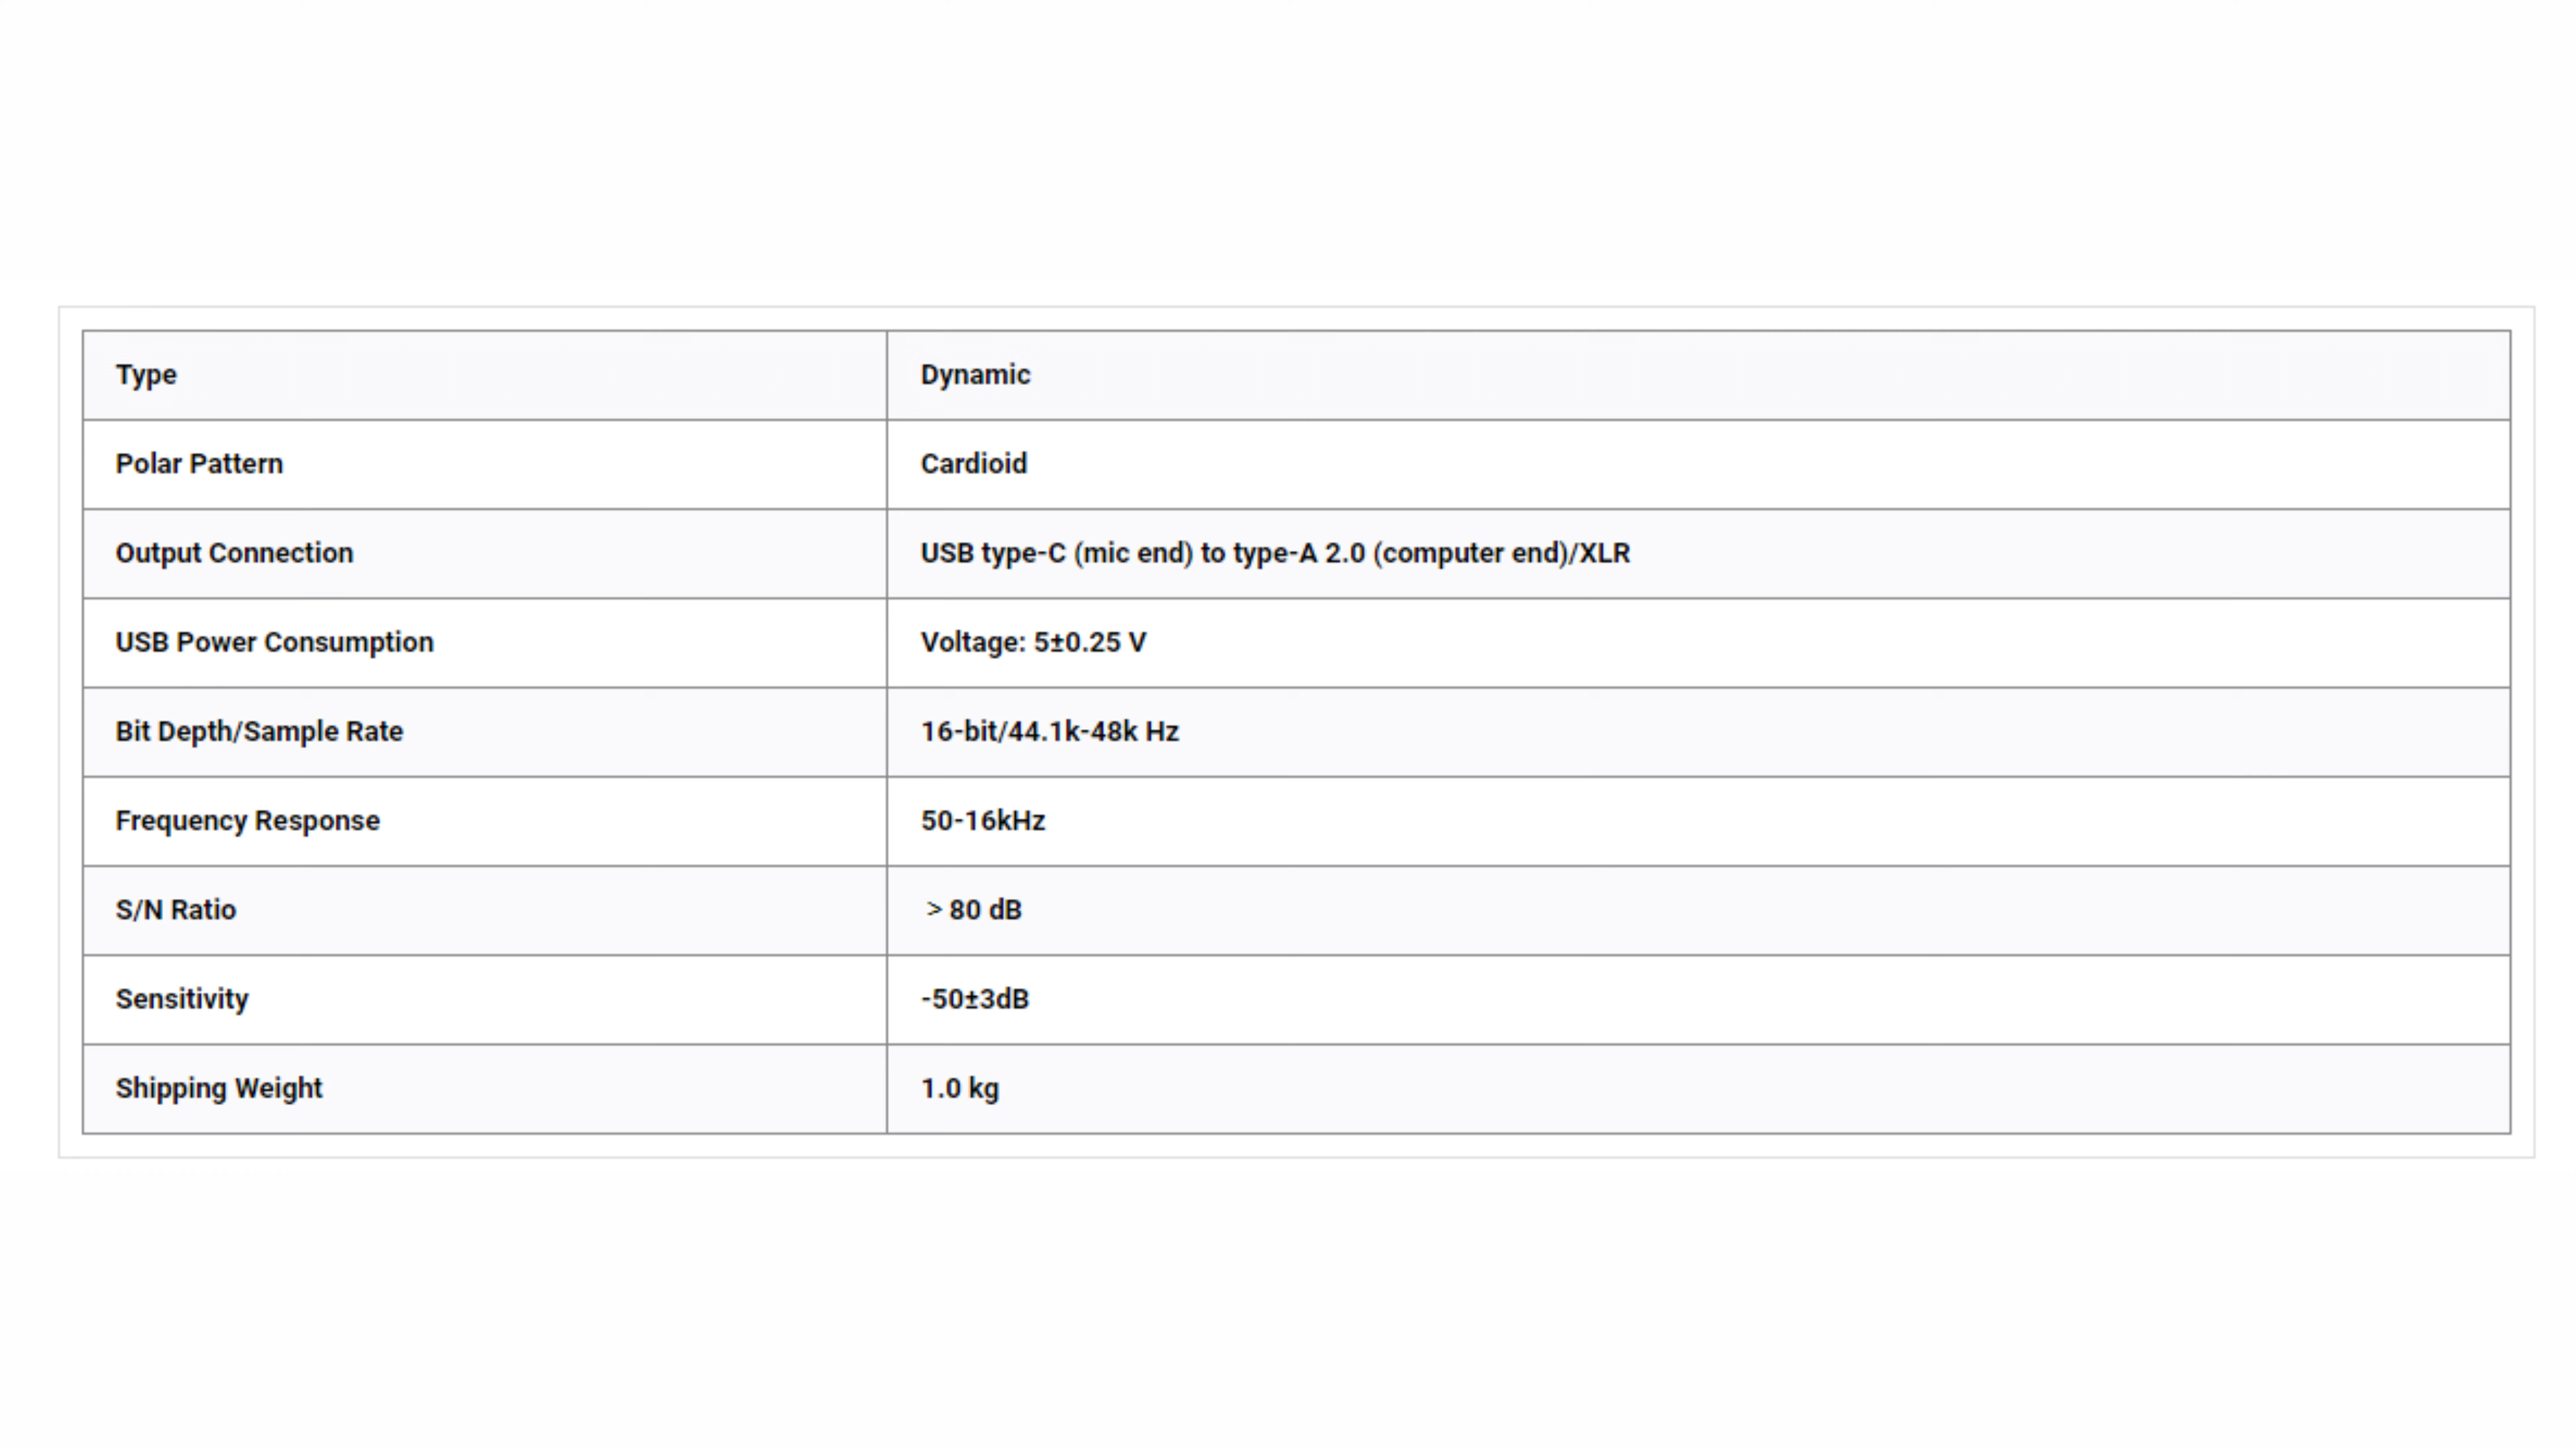 Type Dynamic
Polar Pattern Cardioid
Output Connection USB type-C (mic end) to type-A 2.0 (computer end)/XLR
USB Power Consumption Voltage: 5±0.25 V
Bit Depth/Sample Rate 16-bit/44.1k-48k Hz
Frequency Response 50-16kHz
S/N Ratio > 80 dB
Sensitivity -50±3dB
Shipping Weight 1.0 kg